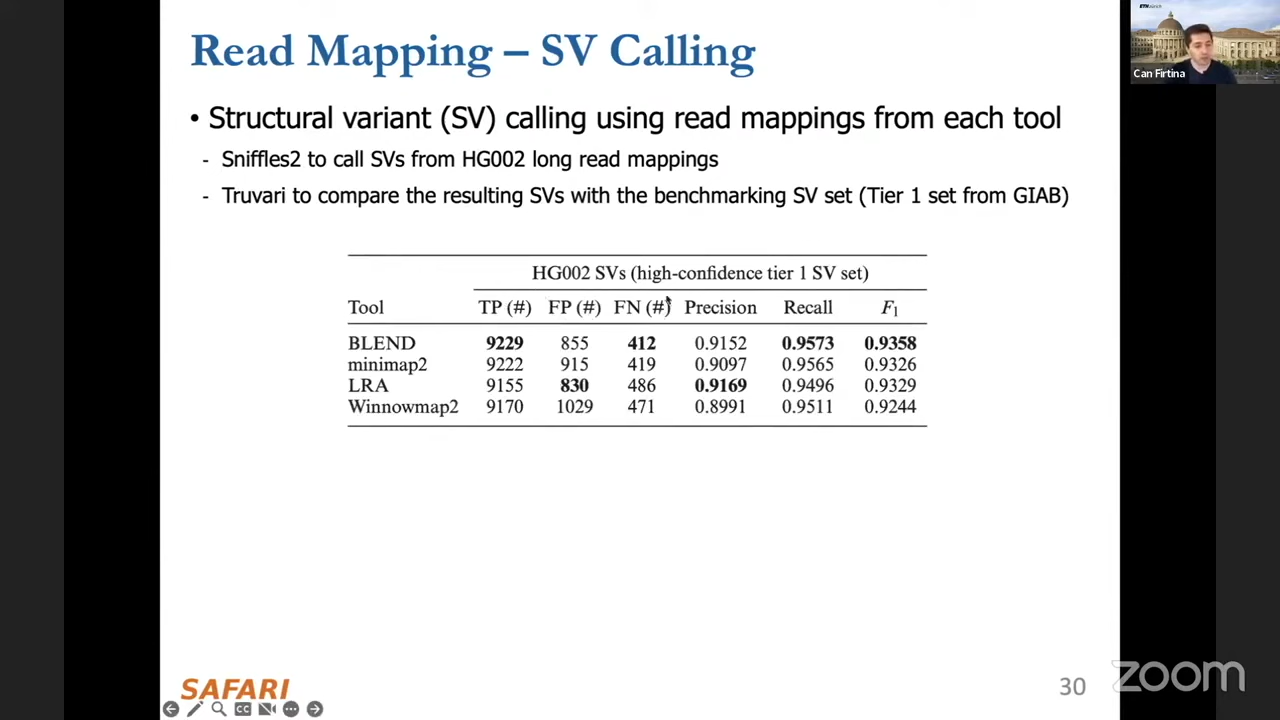 Read Mapping – SV Calling
• Structural variant (SV) calling using read mappings from each tool
- Sniffles2 to call SVs from HG002 long read mappings
- Truvari to compare the resulting SVs with the benchmarking SV set (Tier 1 set from GIAB)
HG002 SVs (high-confidence tier 1 SV set)
Tool TP (#) FP (#) FN (#) Precision Recall F1
BLEND 9229 855 412 0.9152 0.9573 0.9358
minimap2 9222 915 419 0.9097 0.9565 0.9326
LRA 9155 830 486 0.9169 0.9496 0.9329
Winnowmap2 9170 1029 471 0.8991 0.9511 0.9244
SAFARI
CC
30
zoom
Can Firtina